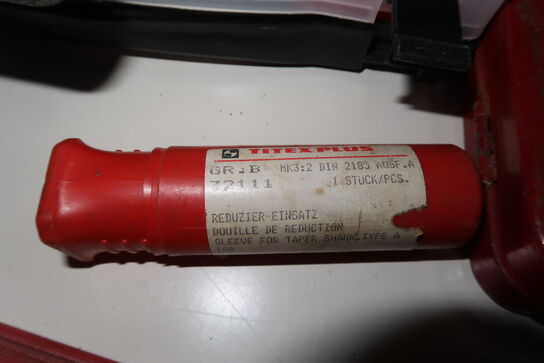 TITEX PLUS
GR.B MK3:2 DIN 2185 AUSF.A
Z2111 1 STÜCK/PCS.
REDUZIER-EINSATZ
DOUILLE DE REDUCTION
SLEEVE FOR TAPER SHANK,TYPE A